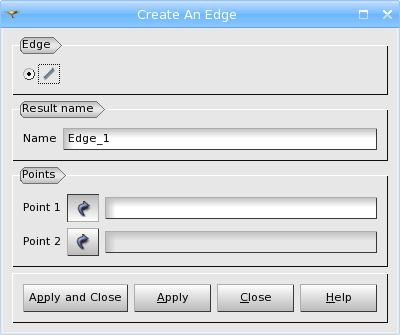 Create An Edge
Edge
Result name
Name Edge_1
Points
Point 1
Point 2
Apply and Close Apply Close Help